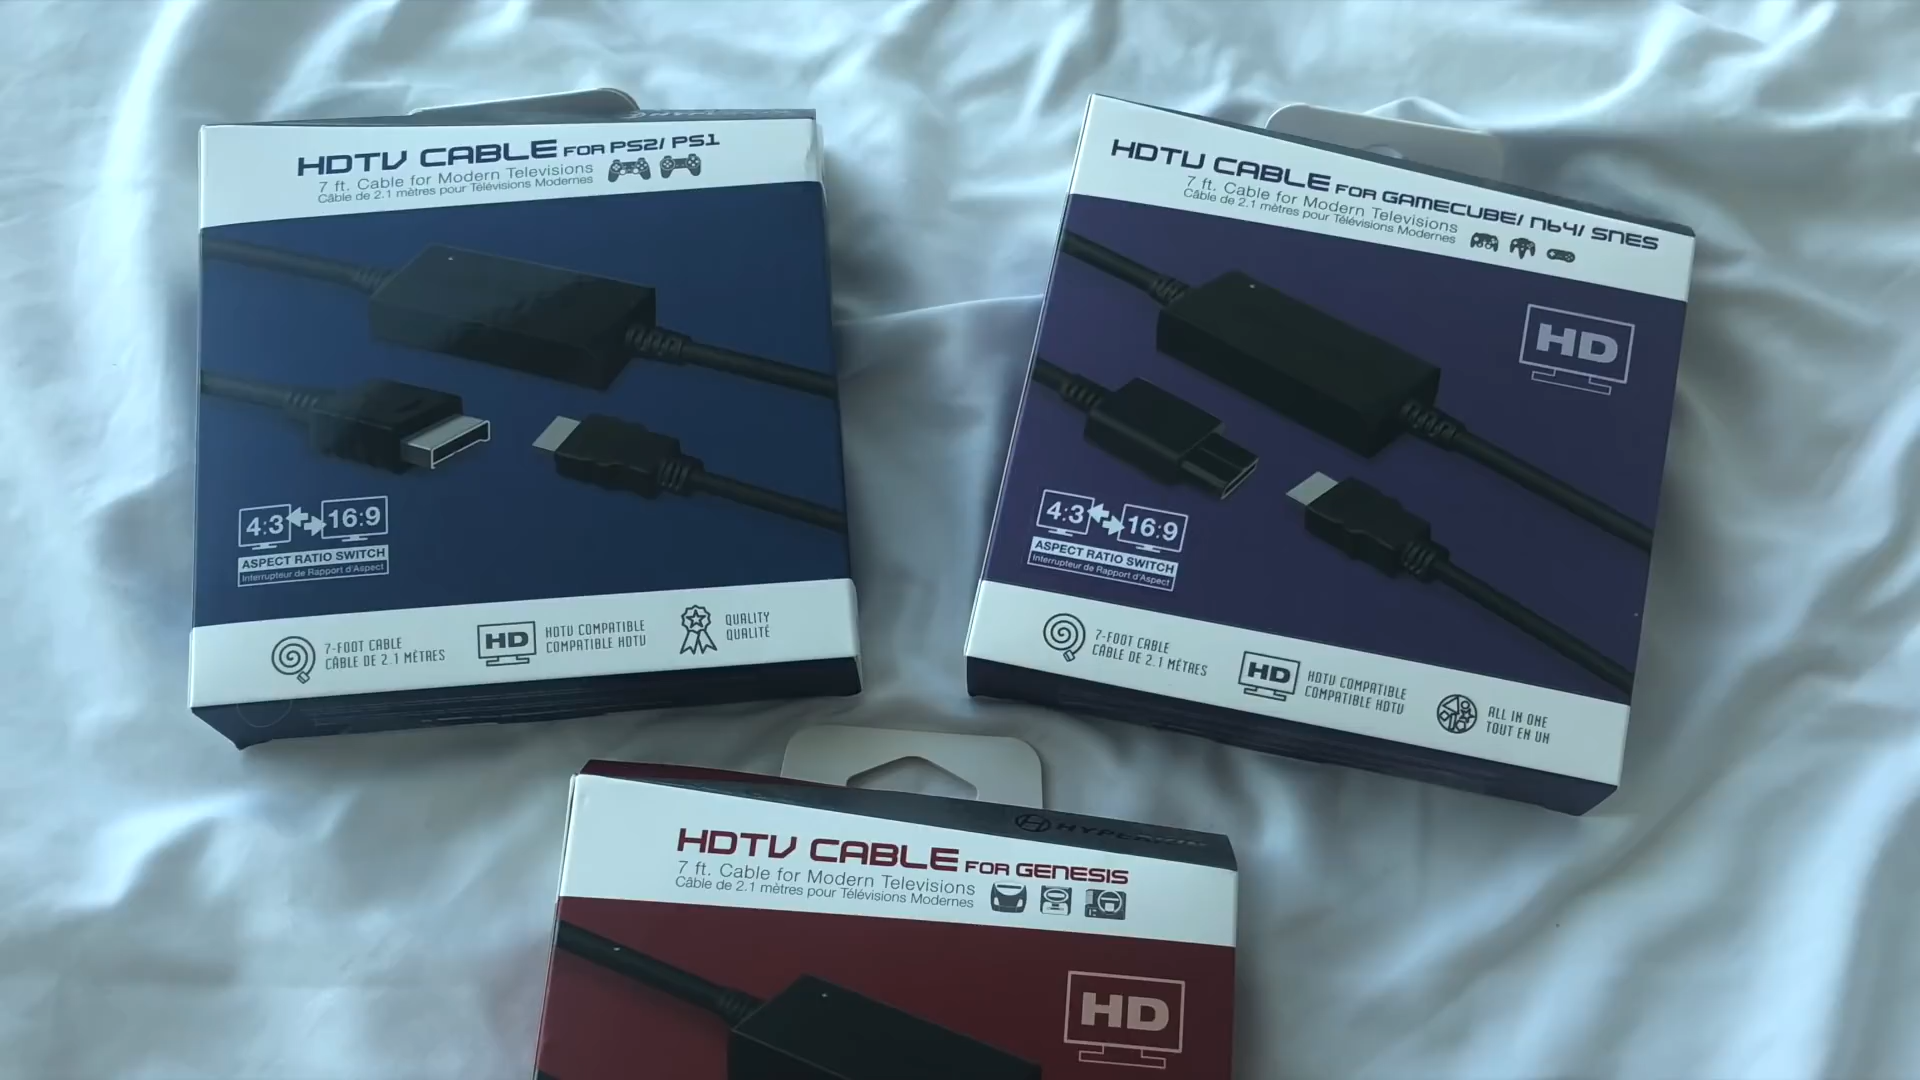 HDTV CABLE FOR PS2/ PS1
7 ft. Cable for Modern Televisions
Câble de 2.1 mètres pour Télévisions Modernes
4:3 16:9
ASPECT RATIO SWITCH
Interrupteur de Rapport d'Aspect
7-FOOT CABLE
CÂBLE DE 2.1 MÈTRES
HD
HDTV COMPATIBLE
COMPATIBLE HDTV
QUALITY
QUALITÉ
HDTV CABLE FOR GAMECUBE/ N64/ SNES
7 ft. Cable for Modern Televisions
Câble de 2.1 mètres pour Télévisions Modernes
HD
4:3 16:9
ASPECT RATIO SWITCH
Interrupteur de Rapport d'Aspect
7-FOOT CABLE
CÂBLE DE 2.1 MÈTRES
HD
HDTV COMPATIBLE
COMPATIBLE HDTV
ALL IN ONE
TOUT EN UN
HDTV CABLE FOR GENESIS
7 ft. Cable for Modern Televisions
Câble de 2.1 mètres pour Télévisions Modernes
HD